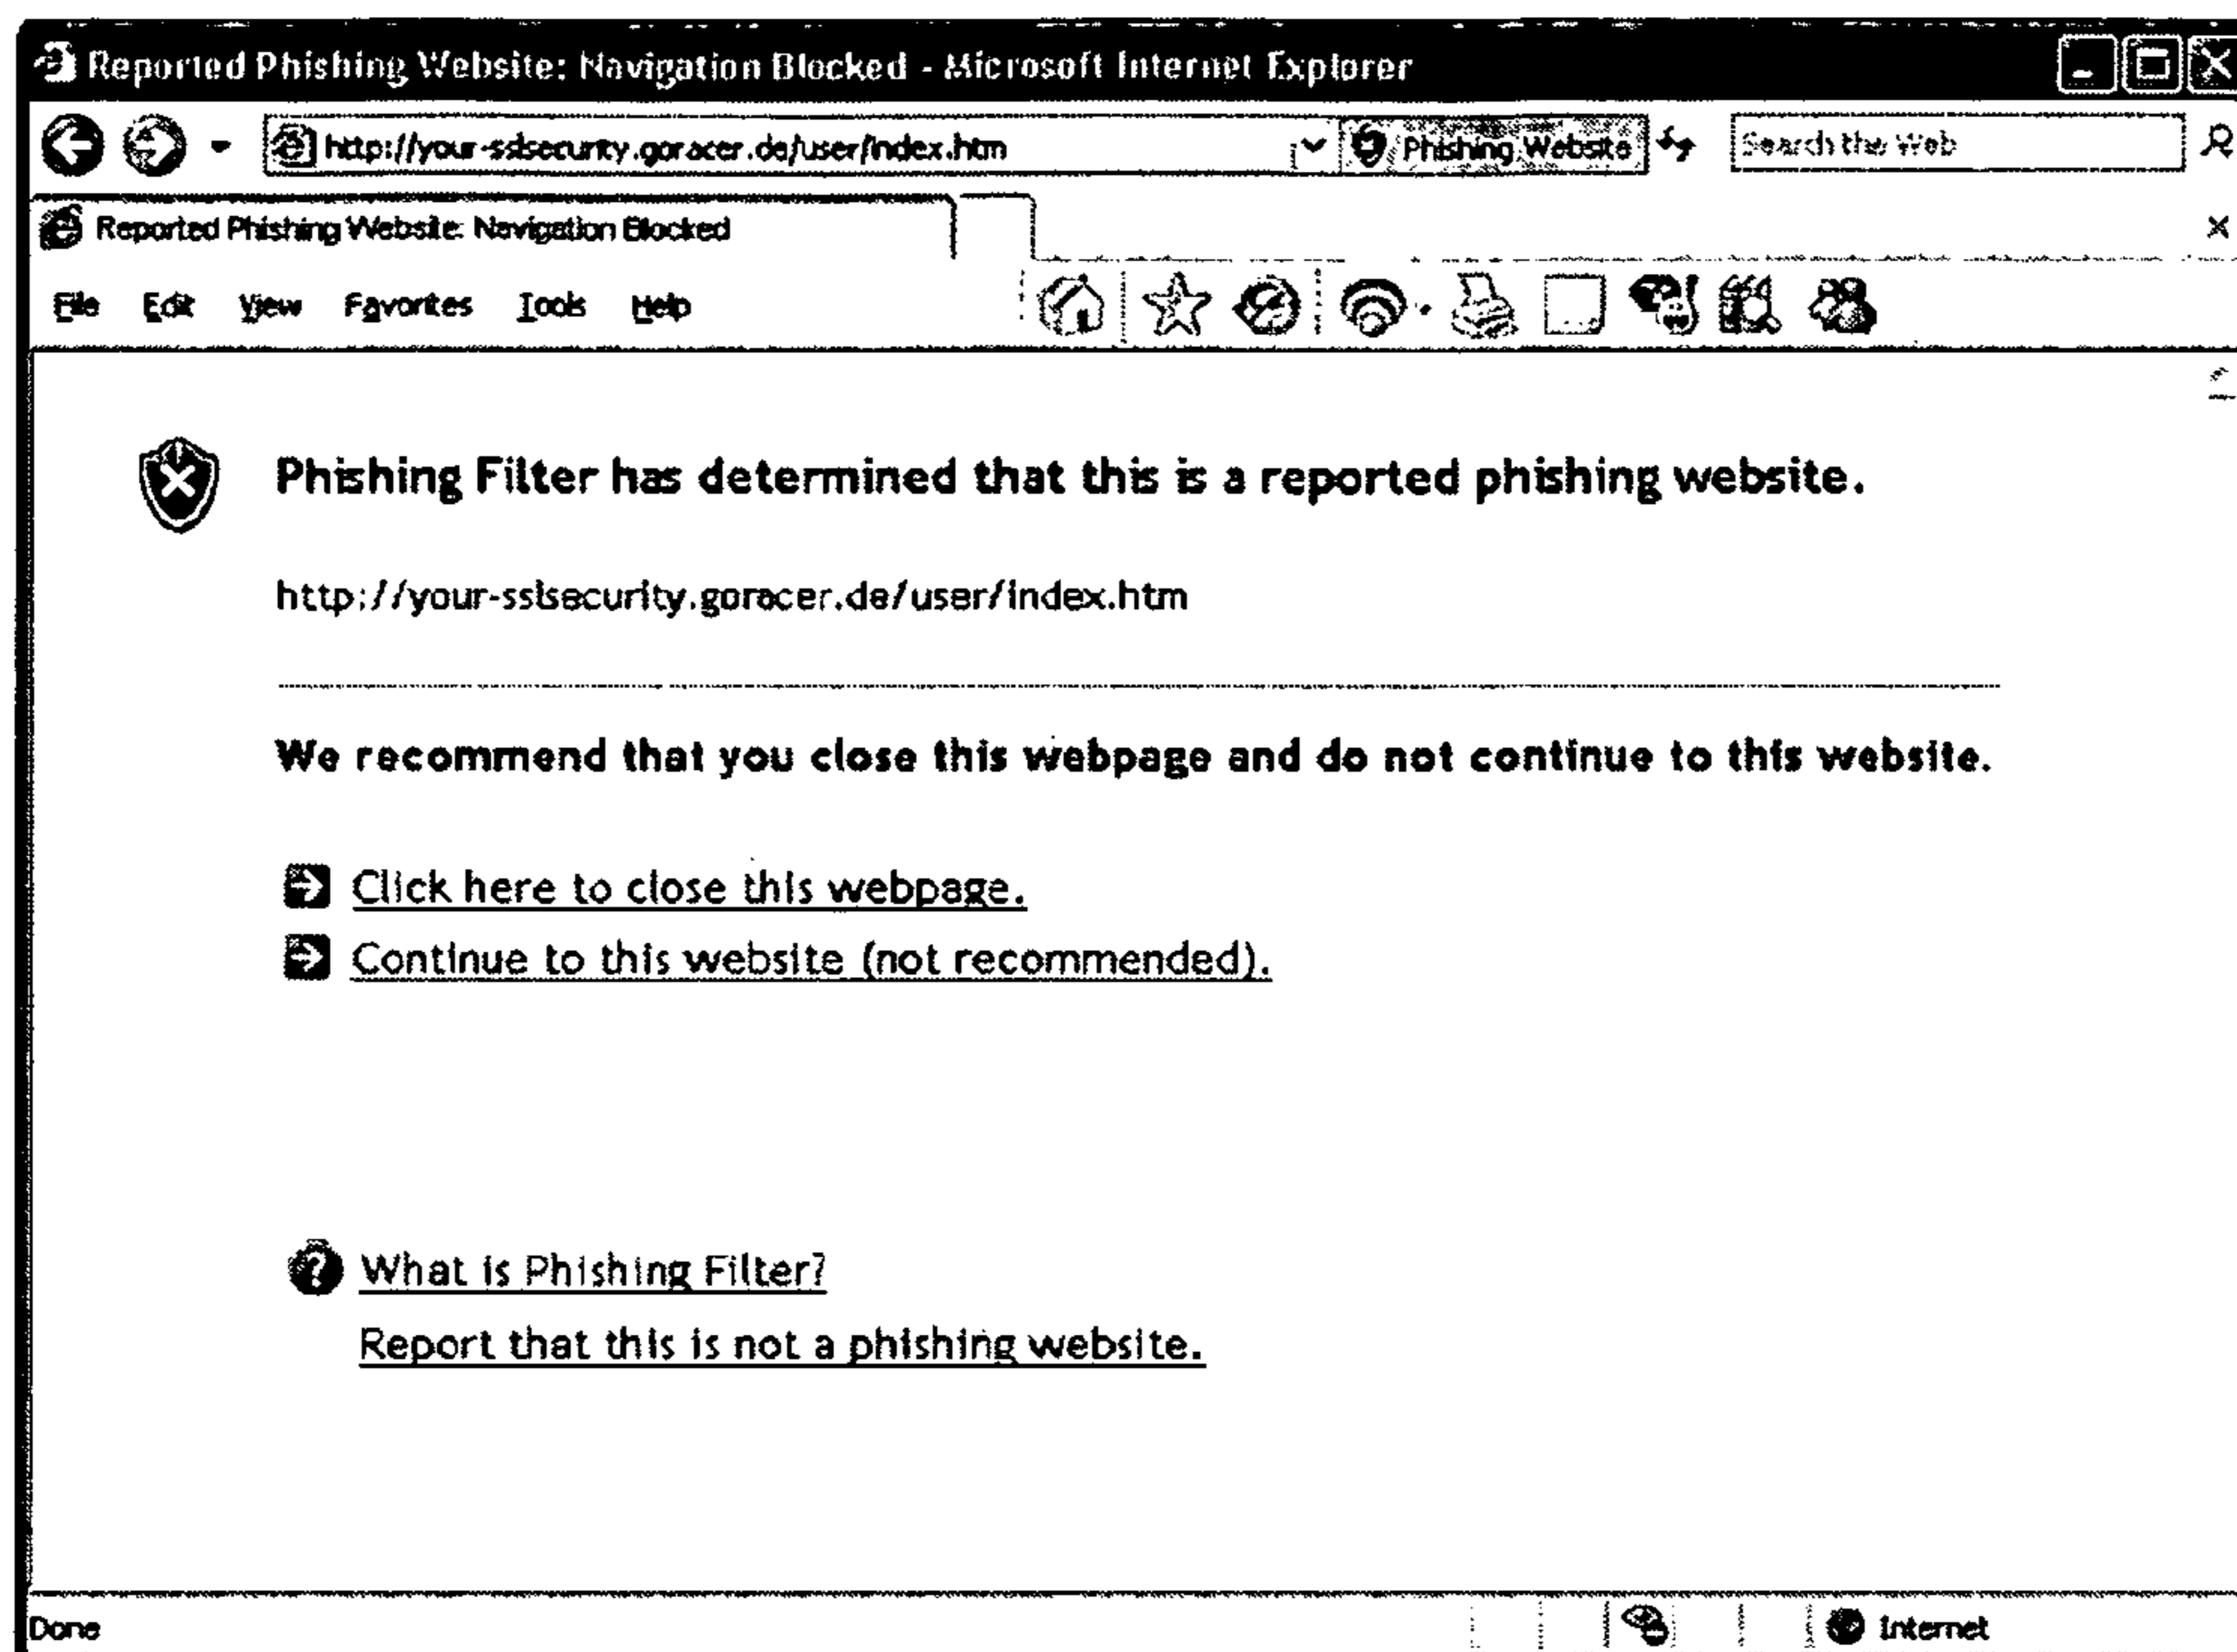 Reported Phishing Website: Navigation Blocked - Microsoft Internet Explorer
http://your-sslsecurity.goracer.de/user/index.htm Phishing Website Search the Web
Reported Phishing Website: Navigation Blocked
File Edit View Favorites Tools Help
Phishing Filter has determined that this is a reported phishing website.
http://your-sslsecurity.goracer.de/user/index.htm
We recommend that you close this webpage and do not continue to this website.
Click here to close this webpage.
Continue to this website (not recommended).
What is Phishing Filter?
Report that this is not a phishing website.
Done Internet